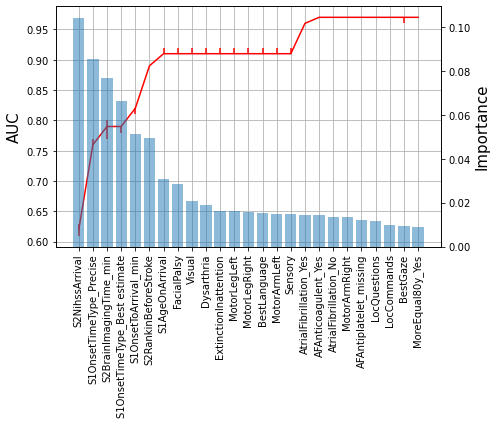 0.95
0.90
0.85
0.80
0.75
0.70
0.65
0.60
AUC
0.10
0.08
0.06
0.04
0.02
0.00
Importance
S2NihssArrival
S1OnsetTimeType_Precise
S2BrainImagingTime_min
S1OnsetTimeType_Best estimate
S1OnsetToArrival_min
S2RankinBeforeStroke
S1AgeOnArrival
FacialPalsy
Visual
Dysarthria
ExtinctionInattention
MotorLegLeft
MotorLegRight
BestLanguage
MotorArmLeft
Sensory
AtrialFibrillation_Yes
AFAnticoagulent_Yes
AtrialFibrillation_No
MotorArmRight
AFAntiplatelet_missing
LocQuestions
LocCommands
BestGaze
MoreEqual80y_Yes